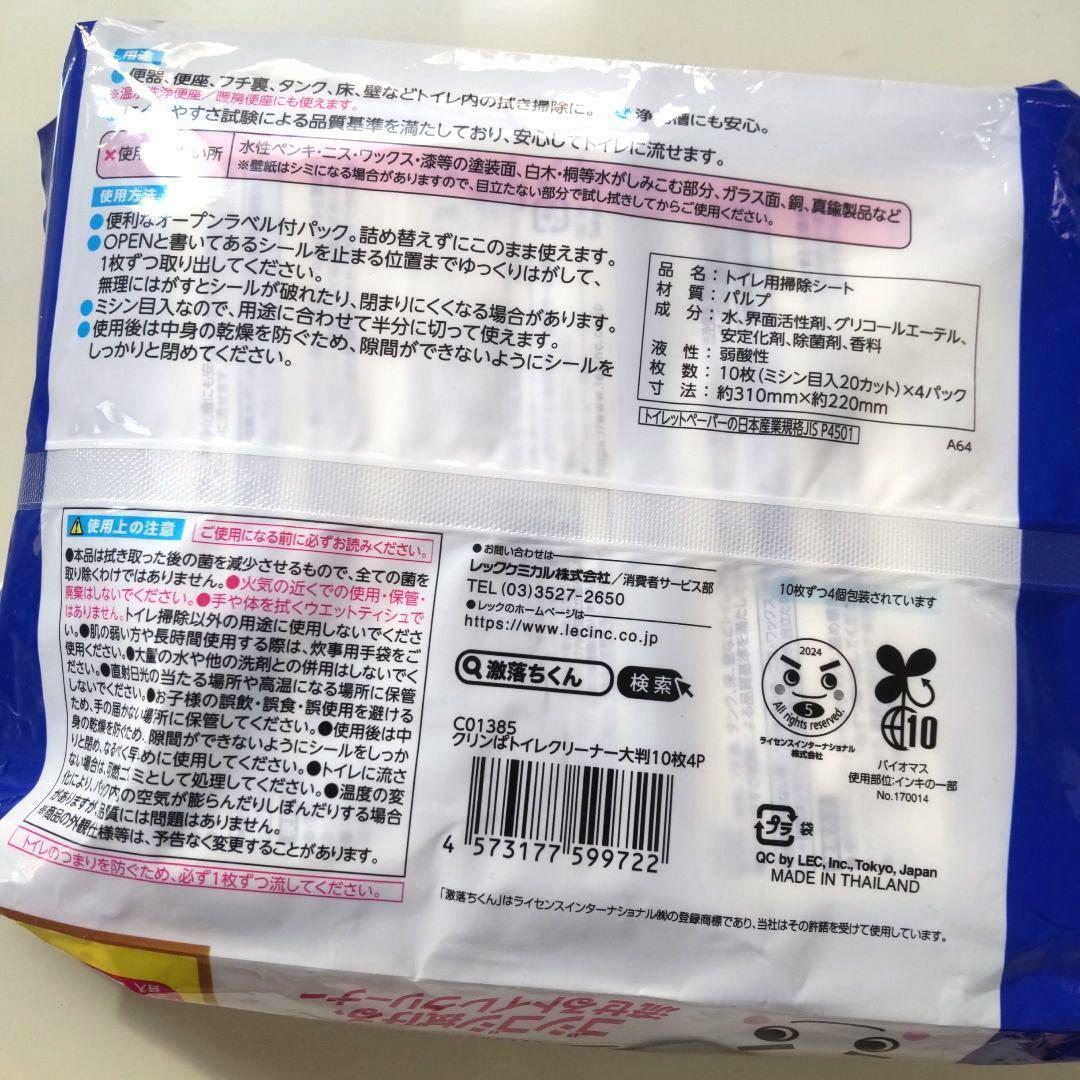 用途
便器、便座、フチ裏、タンク、床、壁などトイレ内の拭き掃除に。
浄化槽にも安心。
※温水洗浄便座/暖房便座にも使えます。
やすさ試験による品質基準を満たしており、安心してトイレに流せます。
×使用 ない所
水性ペンキ・ニス・ワックス・漆等の塗装面、白木・桐等水がしみこむ部分、ガラス面、銅、真鍮製品など
※壁紙はシミになる場合がありますので、目立たない部分で試し拭きしてからご使用ください。
使用方法
●便利なオープンラベル付パック。詰め替えずにこのまま使えます。
●OPENと書いてあるシールを止まる位置までゆっくりはがして、
1枚ずつ取り出してください。
無理にはがすとシールが破れたり、閉まりにくくなる場合があります。
●ミシン目入なので、用途に合わせて半分に切って使えます。
●使用後は中身の乾燥を防ぐため、隙間ができないようにシールを
しっかりと閉めてください。
品名:トイレ用掃除シート
材質:パルプ
成分:水、界面活性剤、グリコールエーテル、
安定化剤、除菌剤、香料
液性:弱酸性
枚数:10枚(ミシン目入20カット)×4パック
寸法:約310mm×約220mm
トイレットペーパーの日本産業規格JIS P4501
A64
使用上の注意
ご使用になる前に必ずお読みください。
●本品は拭き取った後の菌を減少させるもので、全ての菌を
取り除くわけではありません。●火気の近くでの使用・保管・
廃棄はしないでください。●手や体を拭くウエットティシュで
はありません。トイレ掃除以外の用途に使用しないでくださ
い。●肌の弱い方や長時間使用する際は、炊事用手袋をご
使用ください。●大量の水や他の洗剤との併用はしないでく
ださい。●直射日光の当たる場所や高温になる場所に保管
しないでください。●お子様の誤飲・誤食・誤使用を避ける
ため、手の届かない場所に保管してください。●使用後は中
身の乾燥を防ぐため、隙間ができないようにシールをしっか
りと閉め、なるべく早めに使用してください。●トイレに流さ
ない場合は、可燃ゴミとして処理してください。●温度の変
化により、パック内の空気が膨らんだりしぼんだりする場合
がありますが、品質には問題はありません。
※商品の外観仕様等は、予告なく変更することがあります。
トイレのつまりを防ぐため、必ず1枚ずつ流してください。
●お問い合わせは
レックケミカル株式会社/消費者サービス部
TEL (03)3527-2650
●レックのホームページは
https://www.lecinc.co.jp
激落ちくん
検索
C01385
クリンぱトイレクリーナー大判10枚4P
4 573177 599722
10枚ずつ4個包装されています
2024
5
All rights reserved.
ライセンスインターナショナル
株式会社
10
バイオマス
使用部位:インキの一部
No.170014
プラ
袋
QC by LEC, Inc., Tokyo, Japan
MADE IN THAILAND
「激落ちくん」はライセンスインターナショナル㈱の登録商標であり、当社はその許諾を受けて使用しています。
ゴシゴシ拭ける、
流せるトイレクリーナー